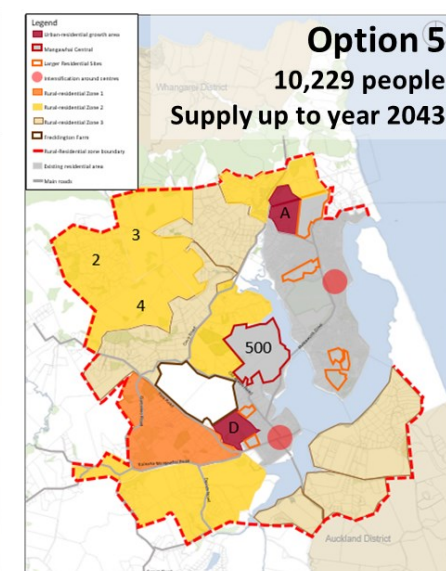 Legend
Urban-residential growth area
Mangawhai Central
Larger Residential Sites
Intensification around centres
Rural-residential Zone 1
Rural-residential Zone 2
Rural-residential Zone 3
Frecklington Farm
Rural-Residential zone boundary
Existing residential area
Main roads
Option 5
10,229 people
Supply up to year 2043
Whangarei District
A
3
2
4
500
D
Auckland District